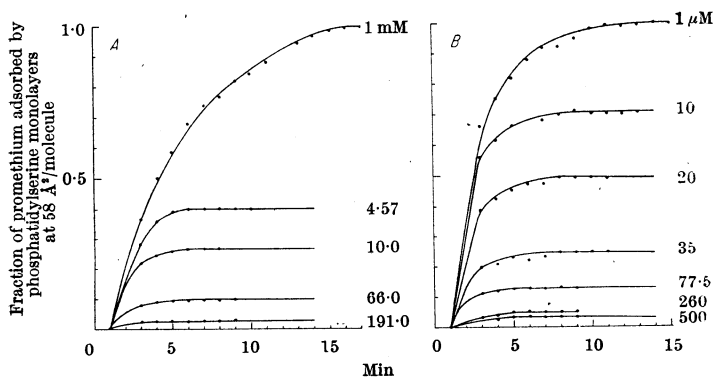 Fraction of promethium adsorbed by
phosphatidylserine monolayers
at 58 Å²/molecule
1·0
0·5
A
1 mM
4·57
10·0
66·0
191·0
0
5
10
15
B
1 μM
10
20
35
77·5
260
500
0
5
10
15
Min